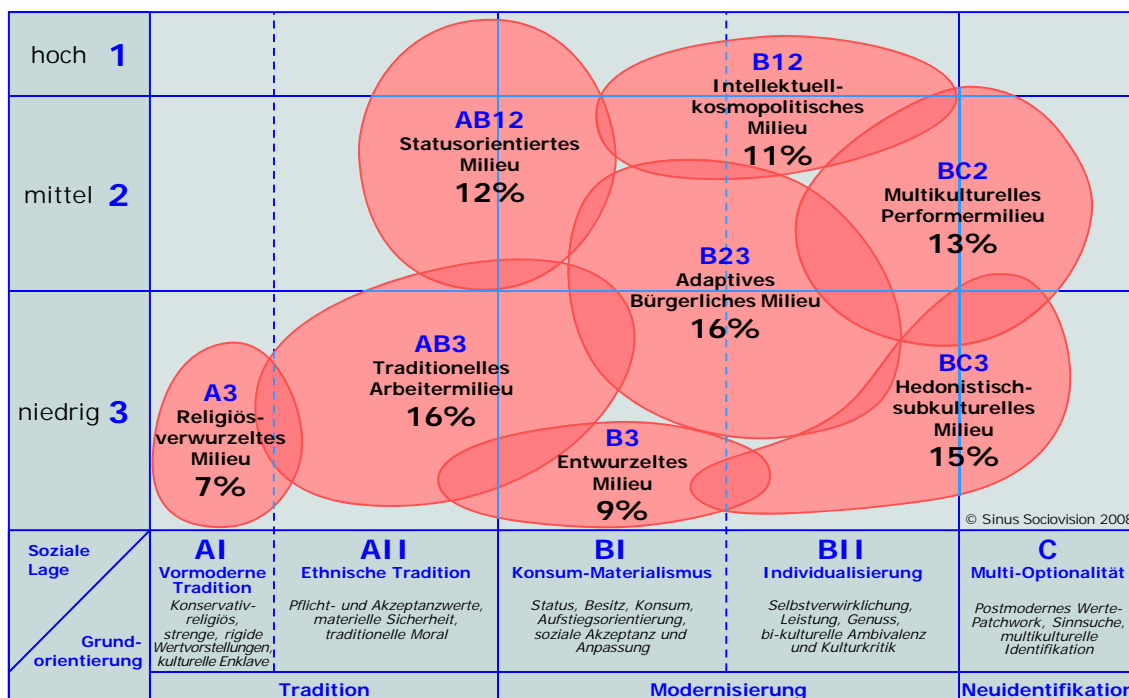 hoch 1
mittel 2
niedrig 3
B12
Intellektuell-
kosmopolitisches
Milieu
11%
AB12
Statusorientiertes
Milieu
12%
BC2
Multikulturelles
Performermilieu
13%
B23
Adaptives
Bürgerliches Milieu
16%
AB3
Traditionelles
Arbeitermilieu
16%
A3
Religiös-
verwurzeltes
Milieu
7%
BC3
Hedonistisch-
subkulturelles
Milieu
15%
B3
Entwurzeltes
Milieu
9%
© Sinus Sociovision 2008
Soziale
Lage
Grund-
orientierung
AI
Vormoderne
Tradition
Konservativ-
religiös,
strenge, rigide
Wertvorstellungen,
kulturelle Enklave
AII
Ethnische Tradition
Pflicht- und Akzeptanzwerte,
materielle Sicherheit,
traditionelle Moral
BI
Konsum-Materialismus
Status, Besitz, Konsum,
Aufstiegsorientierung,
soziale Akzeptanz und
Anpassung
BII
Individualisierung
Selbstverwirklichung,
Leistung, Genuss,
bi-kulturelle Ambivalenz
und Kulturkritik
C
Multi-Optionalität
Postmodernes Werte-
Patchwork, Sinnsuche,
multikulturelle
Identifikation
Tradition
Modernisierung
Neuidentifikation